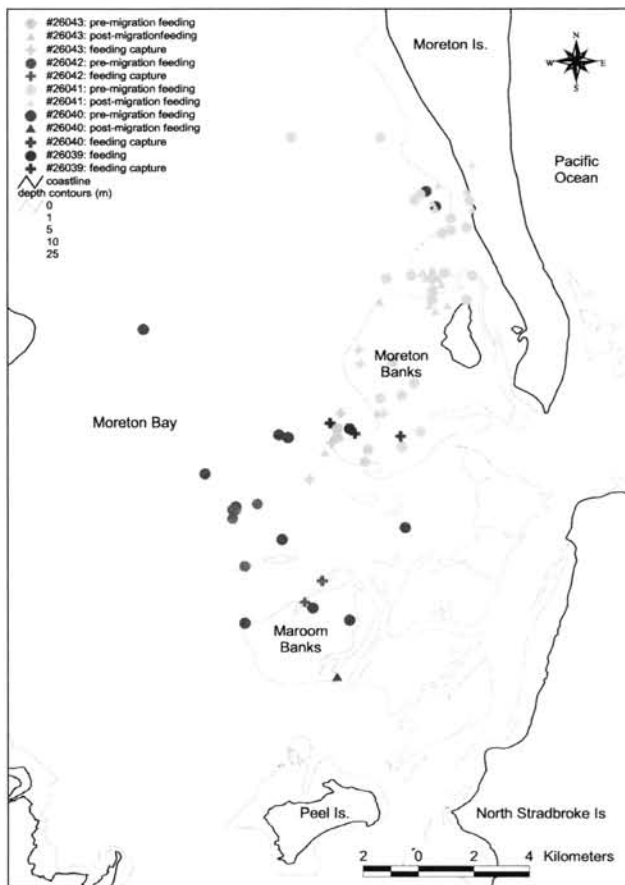 #26043: pre-migration feeding
#26043: post-migrationfeeding
#26043: feeding capture
#26042: pre-migration feeding
#26042: feeding capture
#26041: pre-migration feeding
#26041: post-migration feeding
#26040: pre-migration feeding
#26040: post-migration feeding
#26040: feeding capture
#26039: feeding
#26039: feeding capture
coastline
depth contours (m)
0
1
5
10
25
Moreton Is.
N
W E
S
Pacific
Ocean
Moreton
Banks
Moreton Bay
Maroom
Banks
Peel Is.
North Stradbroke Is
2 0 2 4 Kilometers